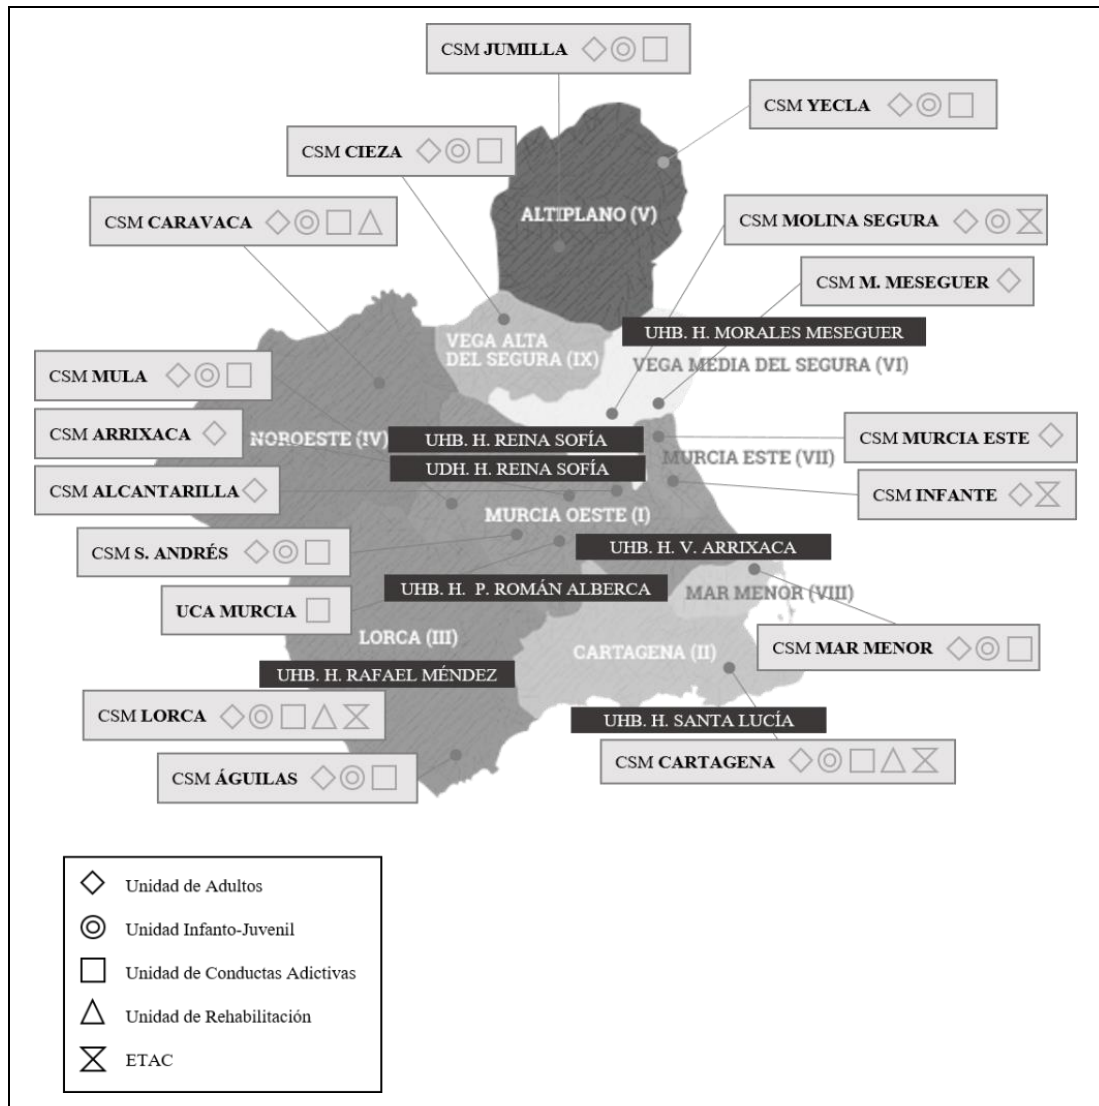 CSM JUMILLA
CSM YECLA
CSM CIEZA
CSM CARAVACA
ALTIPLANO (V)
CSM MOLINA SEGURA
CSM M. MESEGUER
UHB. H. MORALES MESEGUER
VEGA ALTA
DEL SEGURA (IX)
VEGA MEDIA DEL SEGURA (VI)
CSM MULA
CSM ARRIXACA
NOROESTE (IV)
UHB. H. REINA SOFÍA
CSM MURCIA ESTE
MURCIA ESTE (VII)
UDH. H. REINA SOFÍA
CSM ALCANTARILLA
CSM INFANTE
MURCIA OESTE (I)
CSM S. ANDRÉS
UHB. H. V. ARRIXACA
UHB. H. P. ROMÁN ALBERCA
MAR MENOR (VIII)
UCA MURCIA
LORCA (III)
CARTAGENA (II)
CSM MAR MENOR
UHB. H. RAFAEL MÉNDEZ
CSM LORCA
UHB. H. SANTA LUCÍA
CSM CARTAGENA
CSM ÁGUILAS
Unidad de Adultos
Unidad Infanto-Juvenil
Unidad de Conductas Adictivas
Unidad de Rehabilitación
ETAC